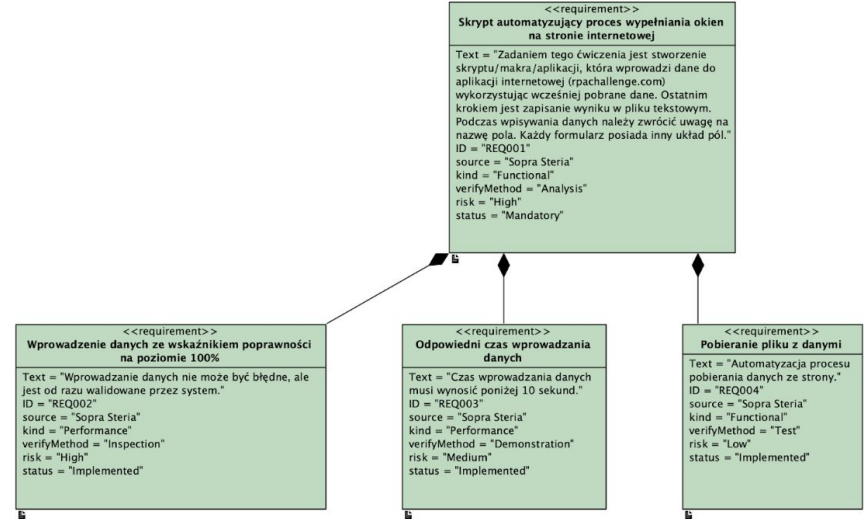 <<requirement>>
Skrypt automatyzujący proces wypełniania okien
na stronie internetowej
Text = "Zadaniem tego ćwiczenia jest stworzenie
skryptu/makra/aplikacji, która wprowadzi dane do
aplikacji internetowej (rpachallenge.com)
wykorzystując wcześniej pobrane dane. Ostatnim
krokiem jest zapisanie wyniku w pliku tekstowym.
Podczas wpisywania danych należy zwrócić uwagę na
nazwę pola. Każdy formularz posiada inny układ pól."
ID = "REQ001"
source = "Sopra Steria"
kind = "Functional"
verifyMethod = "Analysis"
risk = "High"
status = "Mandatory"
<<requirement>>
Wprowadzenie danych ze wskaźnikiem poprawności
na poziomie 100%
Text = "Wprowadzanie danych nie może być błędne, ale
jest od razu walidowane przez system."
ID = "REQ002"
source = "Sopra Steria"
kind = "Performance"
verifyMethod = "Inspection"
risk = "High"
status = "Implemented"
<<requirement>>
Odpowiedni czas wprowadzania
danych
Text = "Czas wprowadzania danych
musi wynosić poniżej 10 sekund."
ID = "REQ003"
source = "Sopra Steria"
kind = "Performance"
verifyMethod = "Demonstration"
risk = "Medium"
status = "Implemented"
<<requirement>>
Pobieranie pliku z danymi
Text = "Automatyzacja procesu
pobierania danych ze strony."
ID = "REQ004"
source = "Sopra Steria"
kind = "Functional"
verifyMethod = "Test"
risk = "Low"
status = "Implemented"